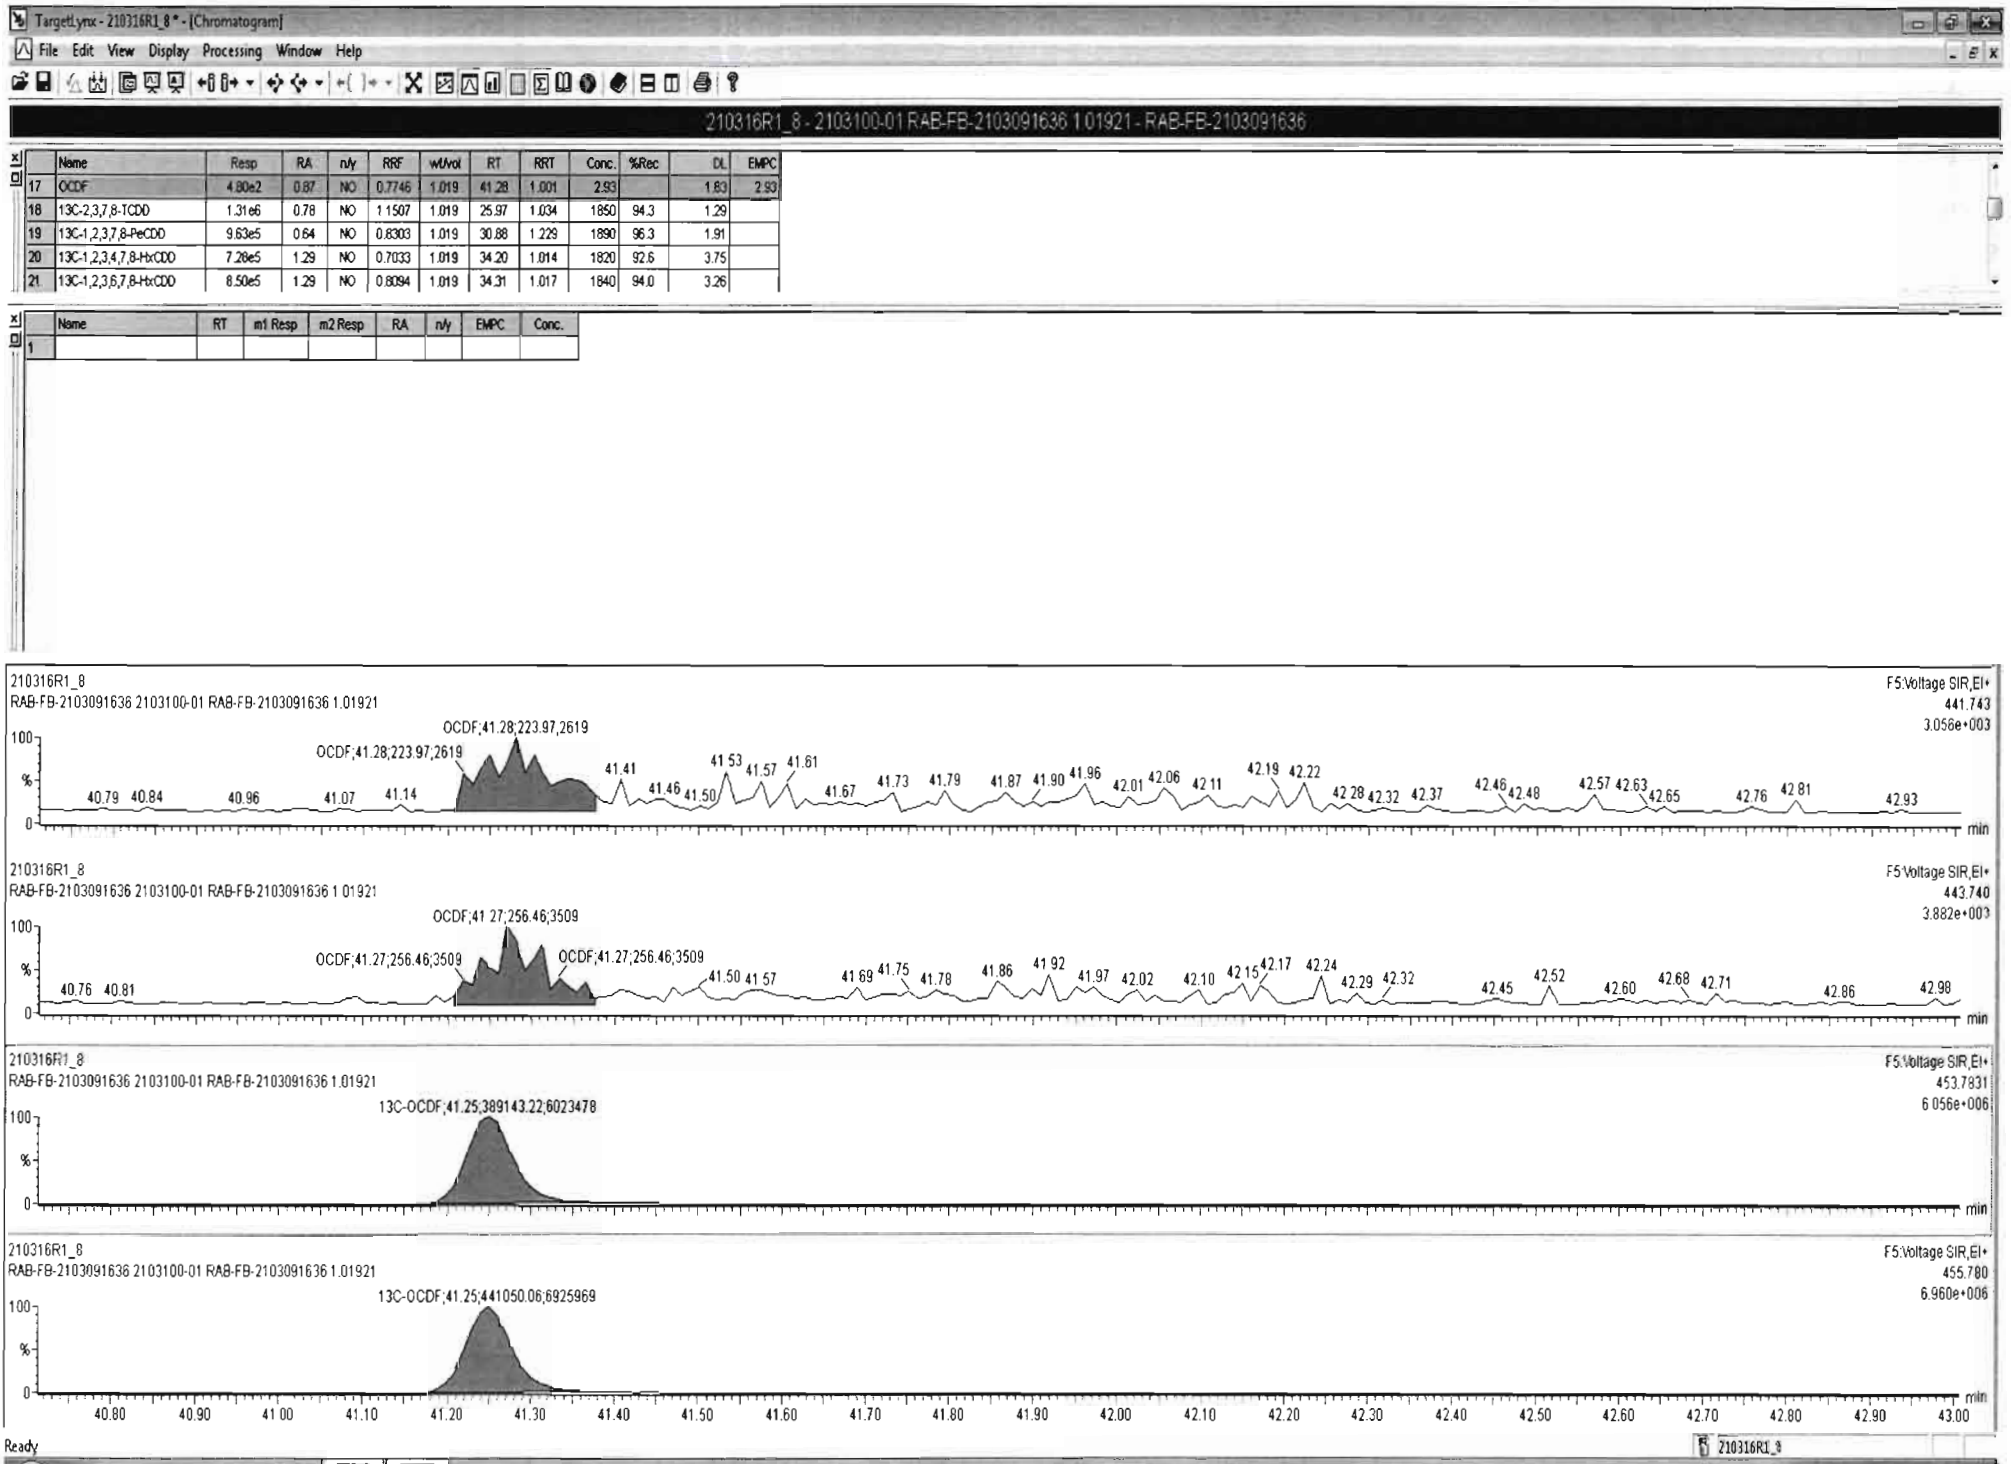 TargetLynx - 210316R1_8 * - [Chromatogram]
File Edit View Display Processing Window Help
210316R1_8 - 2103100-01 RAB-FB-2103091636 1.01921 - RAB-FB-2103091636
Name Resp RA n/y RRF wt/vol RT RRT Conc. %Rec DL EMPC
17 OCDF 4.80e2 0.87 NO 0.7746 1.019 41.28 1.001 2.93 1.83 2.93
18 13C-2,3,7,8-TCDD 1.31e6 0.78 NO 1.1507 1.019 25.97 1.034 1850 94.3 1.29
19 13C-1,2,3,7,8-PeCDD 9.63e5 0.64 NO 0.8303 1.019 30.88 1.229 1890 96.3 1.91
20 13C-1,2,3,4,7,8-HxCDD 7.28e5 1.29 NO 0.7033 1.019 34.20 1.014 1820 92.6 3.75
21 13C-1,2,3,6,7,8-HxCDD 8.50e5 1.29 NO 0.8094 1.019 34.31 1.017 1840 94.0 3.26
Name RT m1 Resp m2 Resp RA n/y EMPC Conc.
1
210316R1_8
RAB-FB-2103091636 2103100-01 RAB-FB-2103091636 1.01921
F5:Voltage SIR,EI+
441.743
3.056e+003
OCDF;41.28;223.97;2619
OCDF;41.28;223.97;2619
100
%
0
40.79 40.84 40.96 41.07 41.14 41.41 41.46 41.50 41.53 41.57 41.61 41.67 41.73 41.79 41.87 41.90 41.96 42.01 42.06 42.11 42.19 42.22 42.28 42.32 42.37 42.46 42.48 42.57 42.63 42.65 42.76 42.81 42.93
min
210316R1_8
RAB-FB-2103091636 2103100-01 RAB-FB-2103091636 1.01921
F5:Voltage SIR,EI+
443.740
3.882e+003
OCDF;41.27;256.46;3509
OCDF;41.27;256.46;3509
OCDF;41.27;256.46;3509
100
%
0
40.76 40.81 41.50 41.57 41.69 41.75 41.78 41.86 41.92 41.97 42.02 42.10 42.15 42.17 42.24 42.29 42.32 42.45 42.52 42.60 42.68 42.71 42.86 42.98
min
210316R1_8
RAB-FB-2103091636 2103100-01 RAB-FB-2103091636 1.01921
F5:Voltage SIR,EI+
453.7831
6.056e+006
13C-OCDF;41.25;389143.22;6023478
100
%
0
min
210316R1_8
RAB-FB-2103091636 2103100-01 RAB-FB-2103091636 1.01921
F5:Voltage SIR,EI+
455.780
6.960e+006
13C-OCDF;41.25;441050.06;6925969
100
%
0
min
40.80 40.90 41.00 41.10 41.20 41.30 41.40 41.50 41.60 41.70 41.80 41.90 42.00 42.10 42.20 42.30 42.40 42.50 42.60 42.70 42.80 42.90 43.00
Ready
210316R1_8